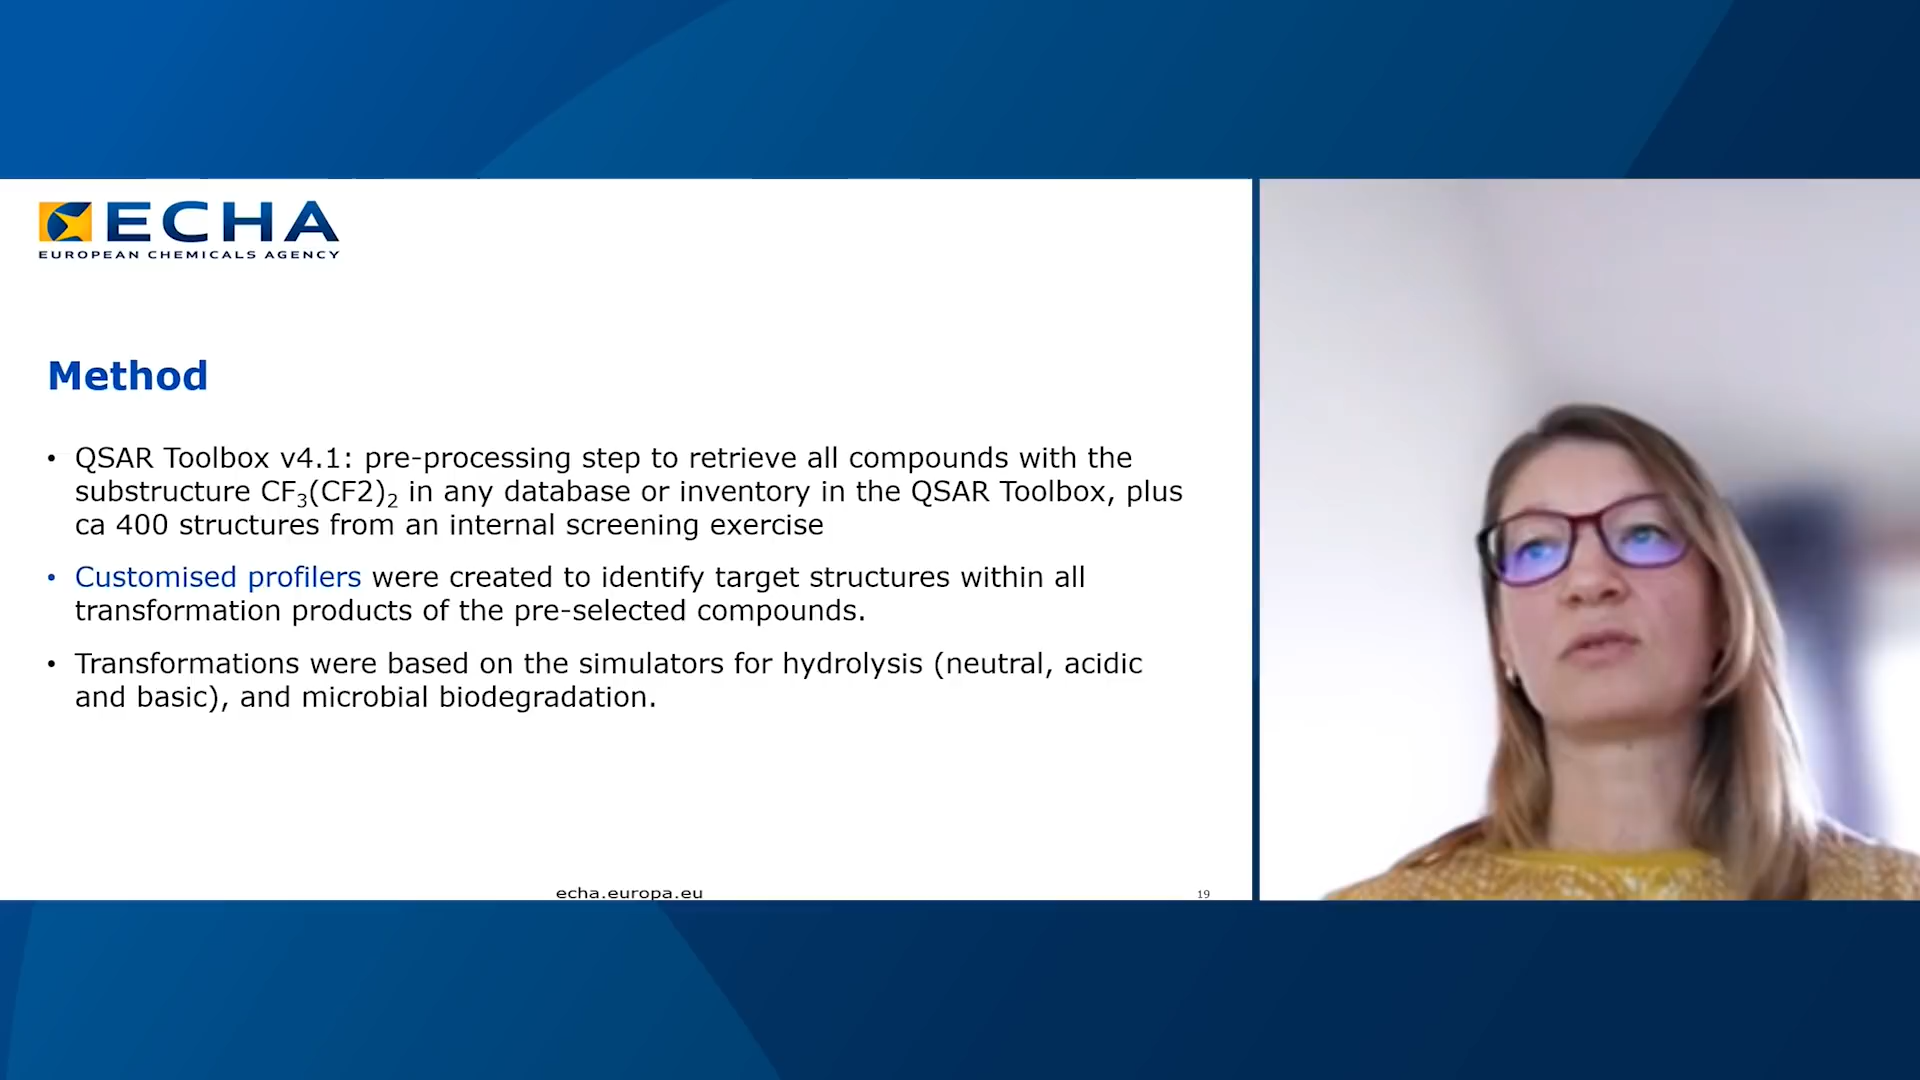 ECHA
EUROPEAN CHEMICALS AGENCY
Method
• QSAR Toolbox v4.1: pre-processing step to retrieve all compounds with the
substructure CF₃(CF2)₂ in any database or inventory in the QSAR Toolbox, plus
ca 400 structures from an internal screening exercise
• Customised profilers were created to identify target structures within all
transformation products of the pre-selected compounds.
• Transformations were based on the simulators for hydrolysis (neutral, acidic
and basic), and microbial biodegradation.
echa.europa.eu
19